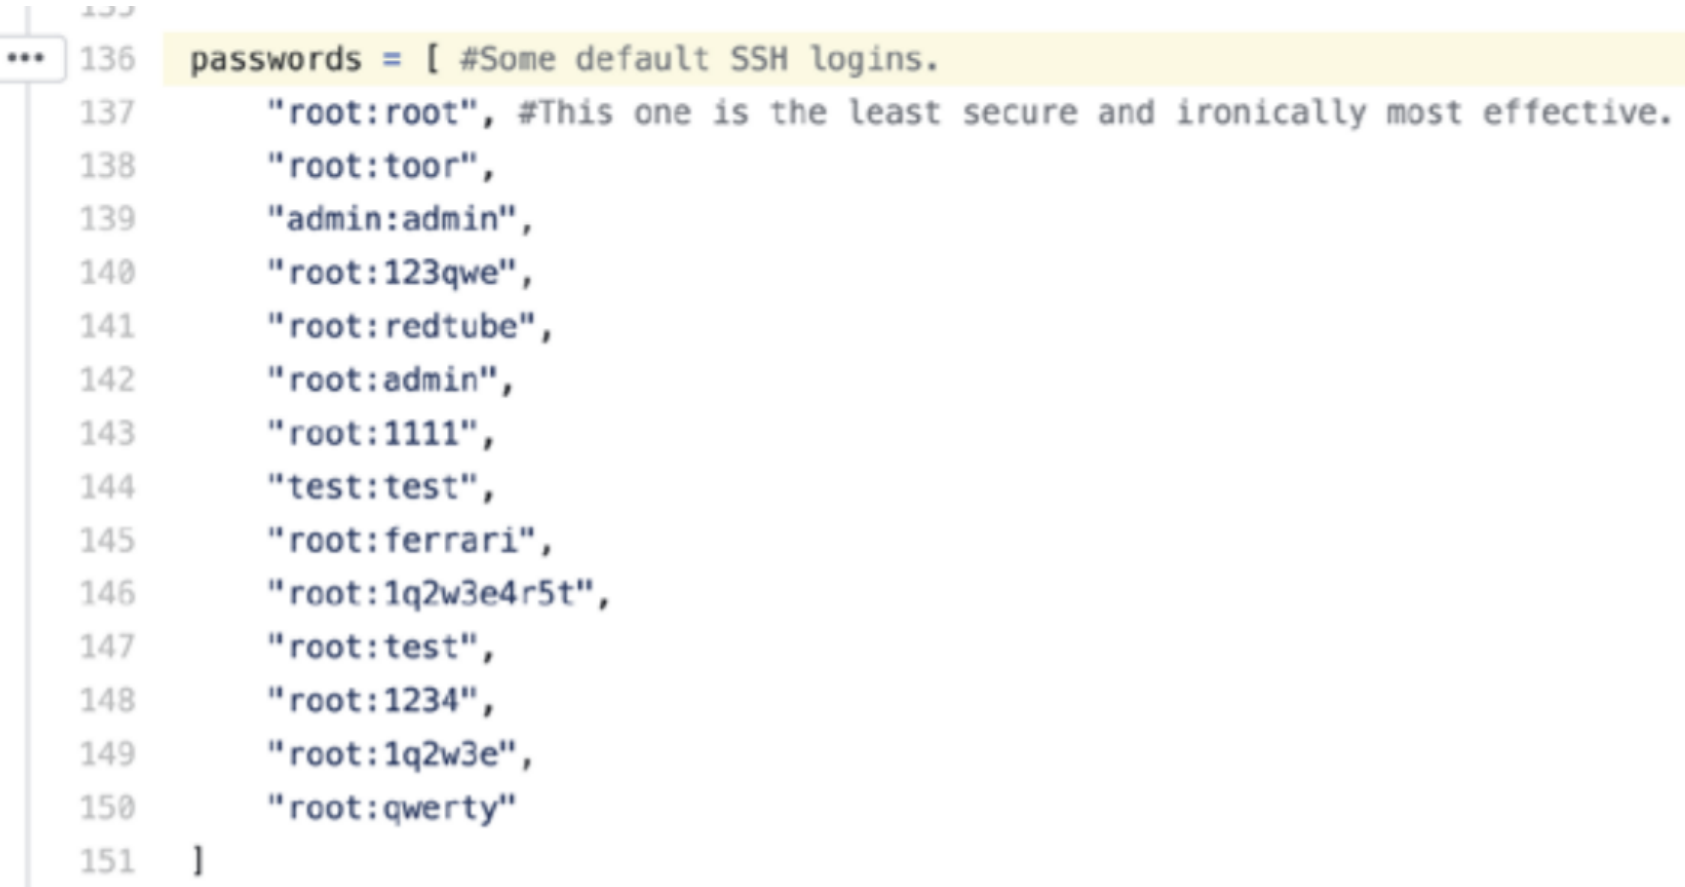 136 passwords = [ #Some default SSH logins.
137 "root:root", #This one is the least secure and ironically most effective.
138 "root:toor",
139 "admin:admin",
140 "root:123qwe",
141 "root:redtube",
142 "root:admin",
143 "root:1111",
144 "test:test",
145 "root:ferrari",
146 "root:1q2w3e4r5t",
147 "root:test",
148 "root:1234",
149 "root:1q2w3e",
150 "root:qwerty"
151 ]